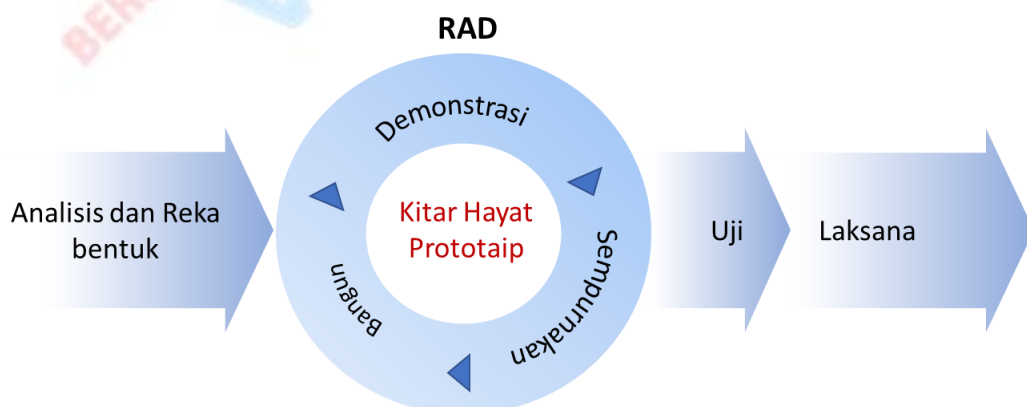 RAD
Analisis dan Reka
bentuk
Demonstrasi
Kitar Hayat
Prototaip
Bangun
Sempurnakan
Uji
Laksana